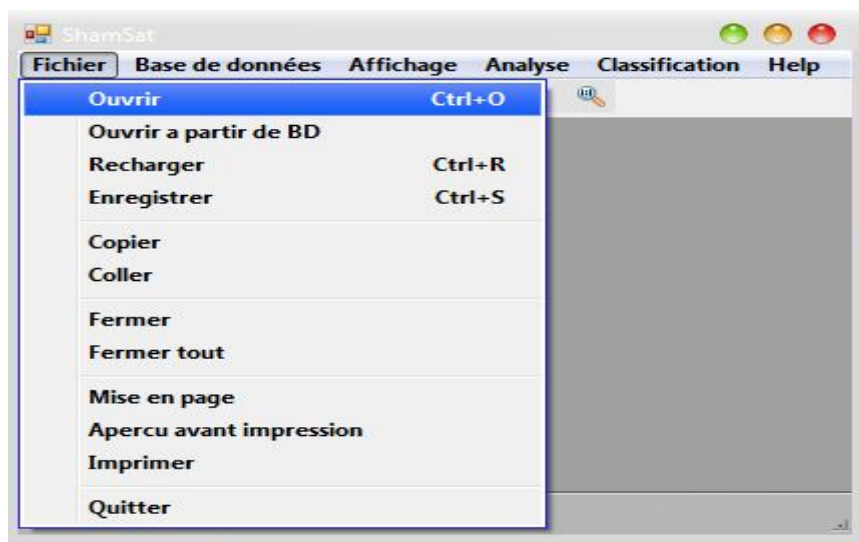 ShamSat
Fichier Base de données Affichage Analyse Classification Help
Ouvrir Ctrl+O
Ouvrir a partir de BD
Recharger Ctrl+R
Enregistrer Ctrl+S
Copier
Coller
Fermer
Fermer tout
Mise en page
Apercu avant impression
Imprimer
Quitter